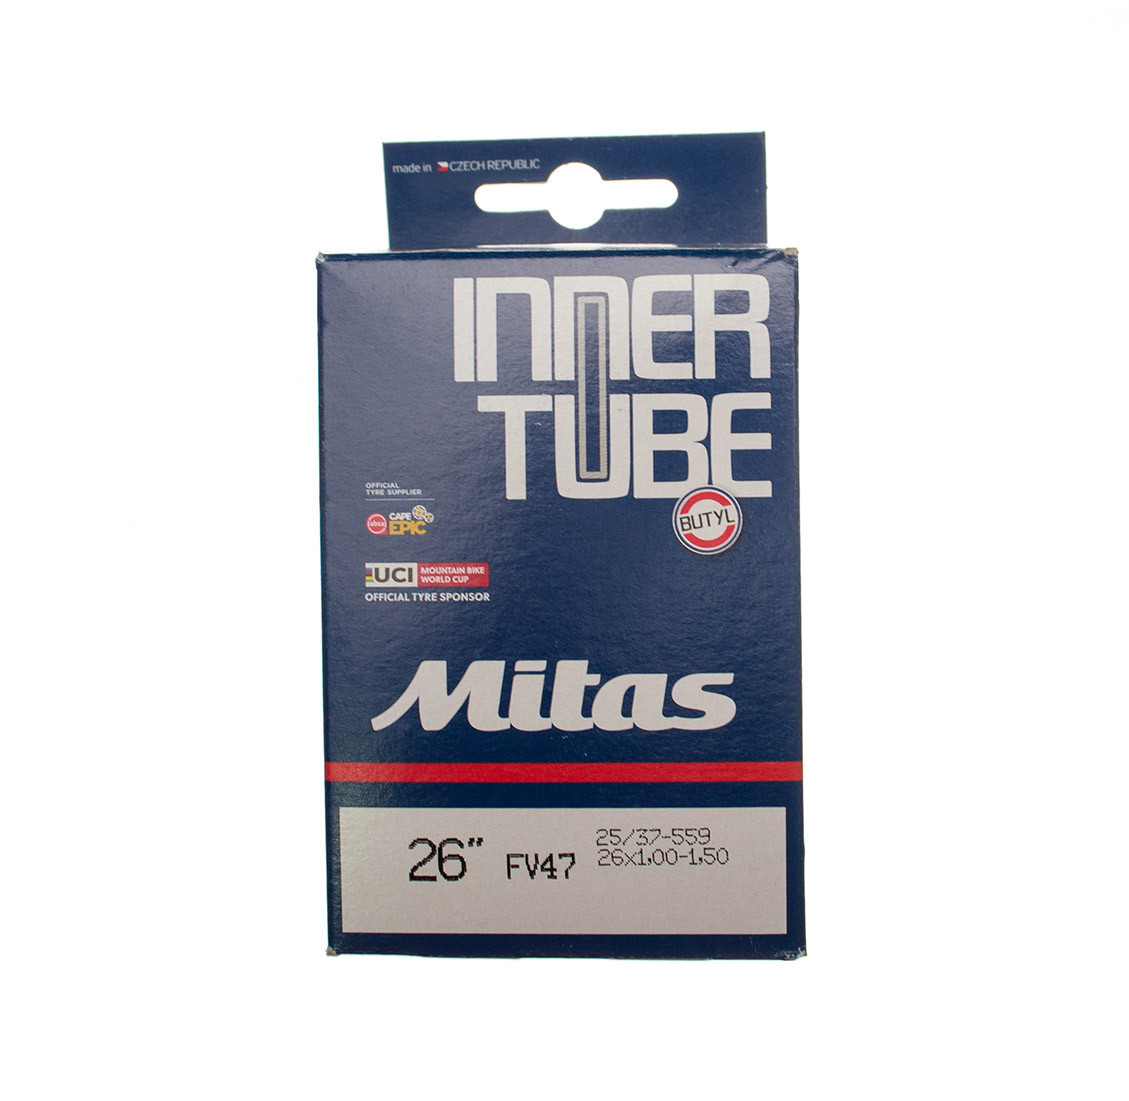 made in CZECH REPUBLIC
INNER
TUBE
BUTYL
OFFICIAL
TYRE SUPPLIER
absa
CAPE
EPIC
UCI
MOUNTAIN BIKE
WORLD CUP
OFFICIAL TYRE SPONSOR
Mitas
26" FV47
25/37-559
26x1,00-1,50